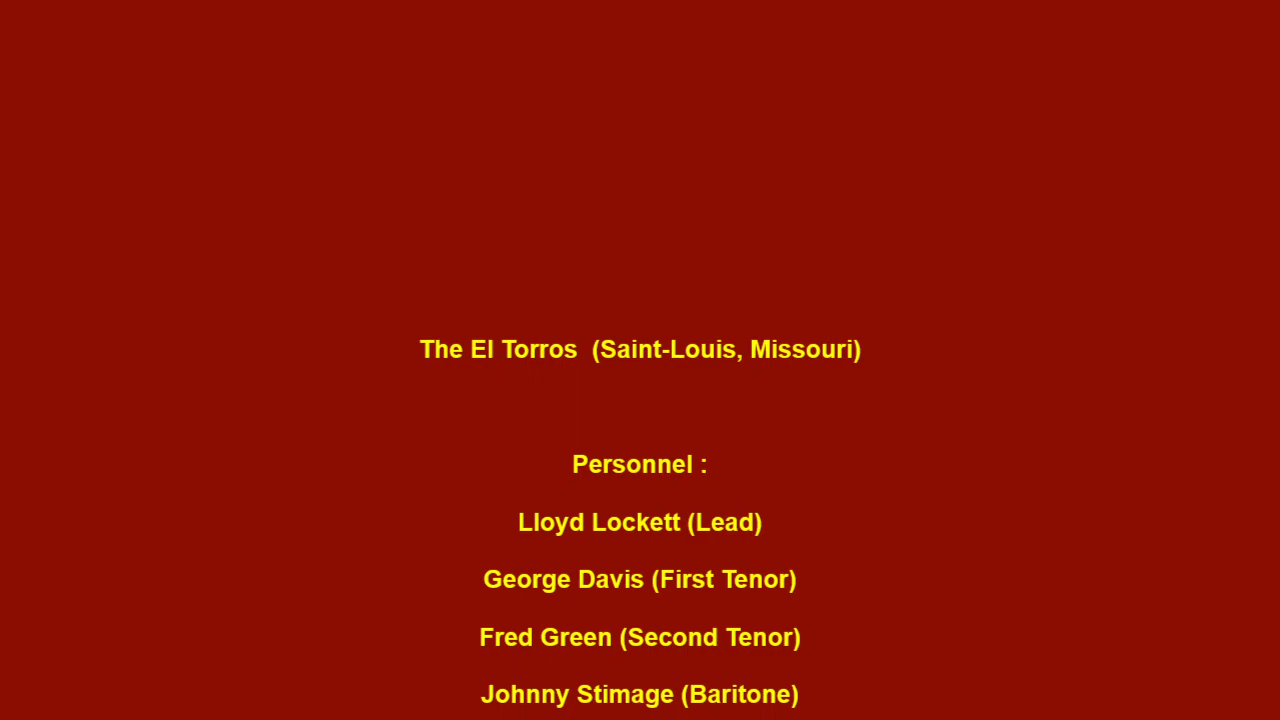 The El Torros  (Saint-Louis, Missouri)
Personnel :
Lloyd Lockett (Lead)
George Davis (First Tenor)
Fred Green (Second Tenor)
Johnny Stimage (Baritone)